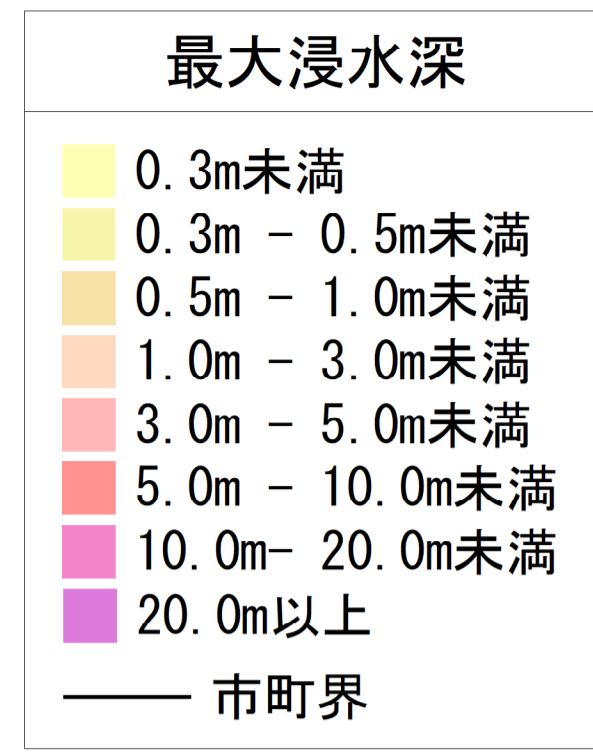 最大浸水深
0.3m未満
0.3m － 0.5m未満
0.5m － 1.0m未満
1.0m － 3.0m未満
3.0m － 5.0m未満
5.0m － 10.0m未満
10.0m－ 20.0m未満
20.0m以上
市町界